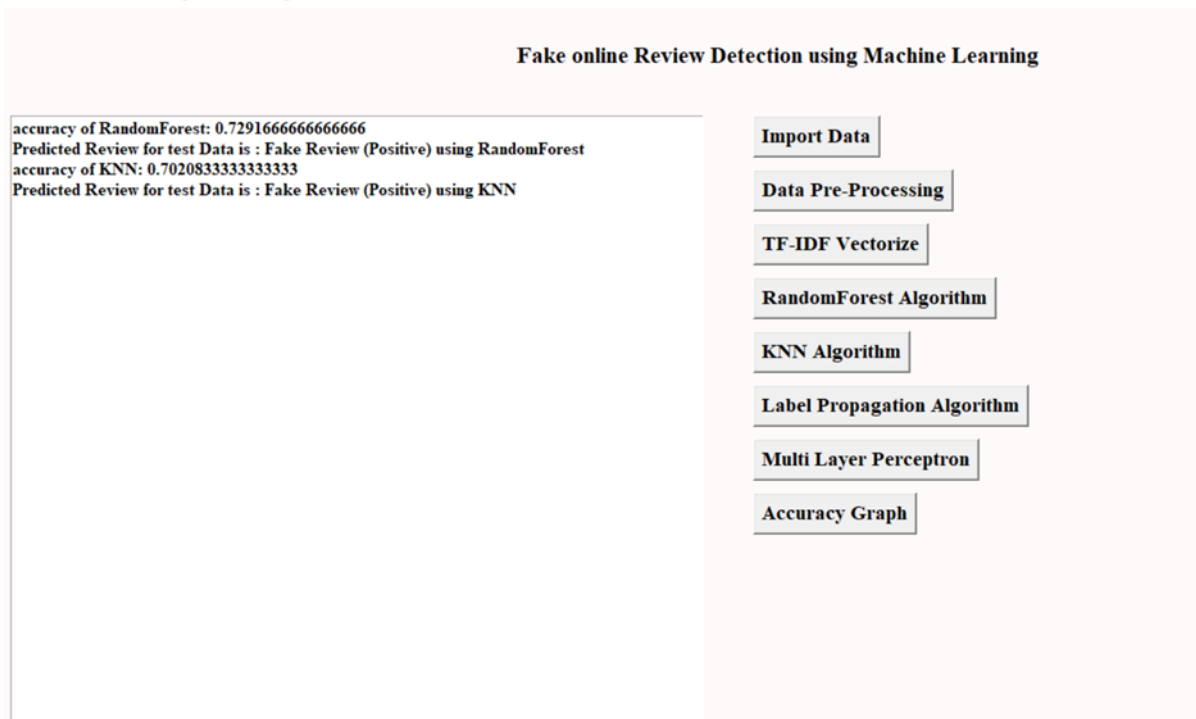 Fake online Review Detection using Machine Learning
accuracy of RandomForest: 0.7291666666666666
Predicted Review for test Data is : Fake Review (Positive) using RandomForest
accuracy of KNN: 0.7020833333333333
Predicted Review for test Data is : Fake Review (Positive) using KNN
Import Data
Data Pre-Processing
TF-IDF Vectorize
RandomForest Algorithm
KNN Algorithm
Label Propagation Algorithm
Multi Layer Perceptron
Accuracy Graph